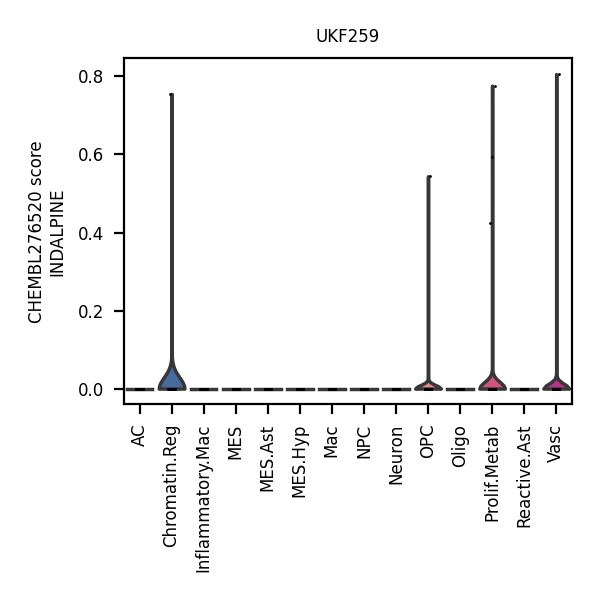 UKF259
CHEMBL276520 score
INDALPINE
0.8
0.6
0.4
0.2
0.0
AC
Chromatin.Reg
Inflammatory.Mac
MES
MES.Ast
MES.Hyp
Mac
NPC
Neuron
OPC
Oligo
Prolif.Metab
Reactive.Ast
Vasc